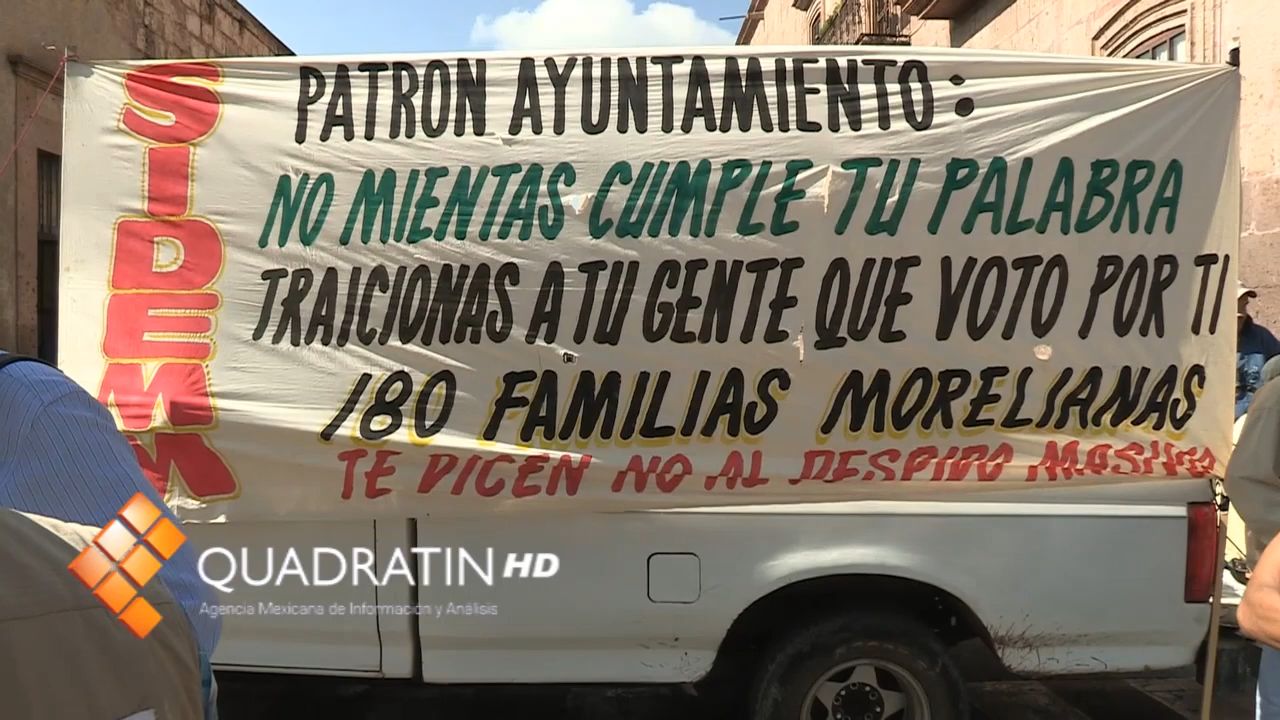 SIDEMM
PATRON AYUNTAMIENTO:
NO MIENTAS CUMPLE TU PALABRA
TRAICIONAS A TU GENTE QUE VOTO POR TI
180 FAMILIAS MORELIANAS
TE DICEN NO AL DESPIDO MASIVO
QUADRATIN HD
Agencia Mexicana de Información y Análisis